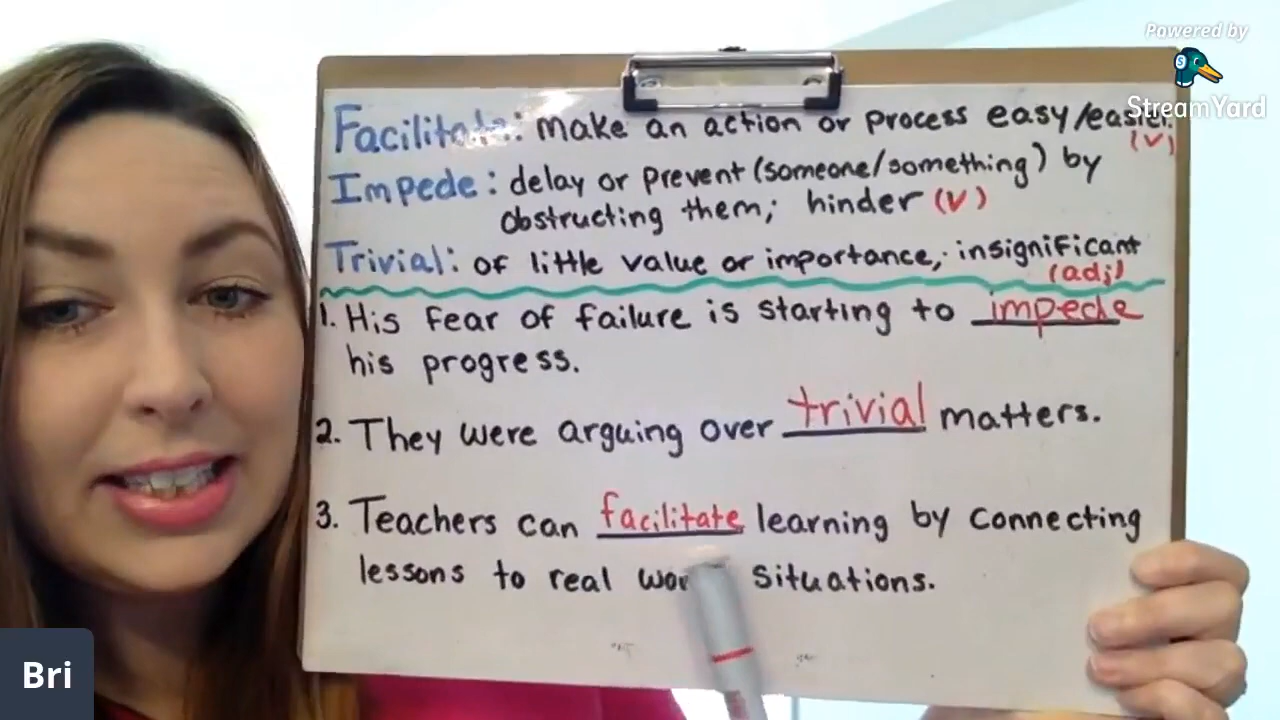 Powered by
StreamYard
Facilitate: make an action or process easy/easier.
(v)
Impede: delay or prevent (someone/something) by
obstructing them; hinder (v)
Trivial: of little value or importance; insignificant
(adj)
1. His fear of failure is starting to impede
his progress.
2. They were arguing over trivial matters.
3. Teachers can facilitate learning by connecting
lessons to real situations.
Bri